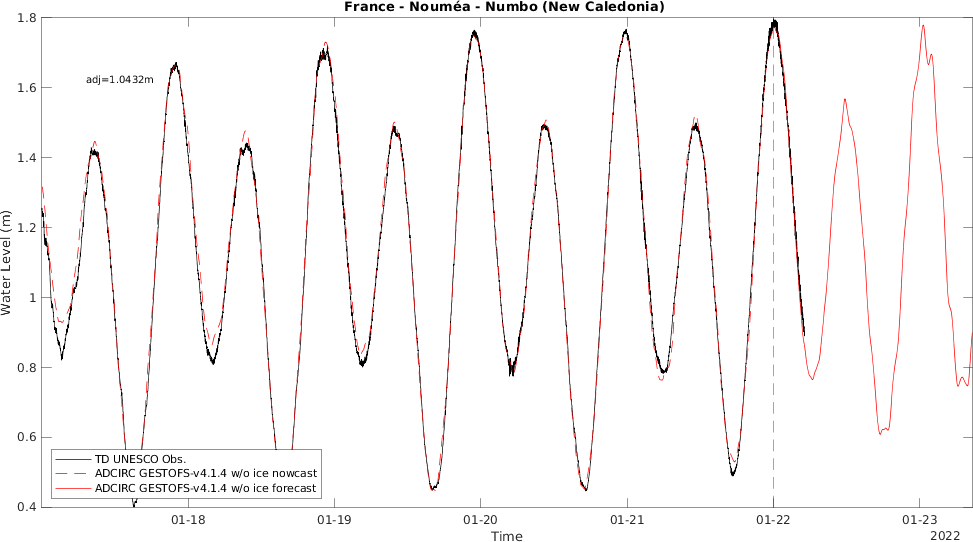 France - Nouméa - Numbo (New Caledonia)
1.8
1.6
1.4
1.2
1
0.8
0.6
0.4
Water Level (m)
adj=1.0432m
TD UNESCO Obs.
ADCIRC GESTOFS-v4.1.4 w/o ice nowcast
ADCIRC GESTOFS-v4.1.4 w/o ice forecast
01-18 01-19 01-20 01-21 01-22 01-23
Time
2022